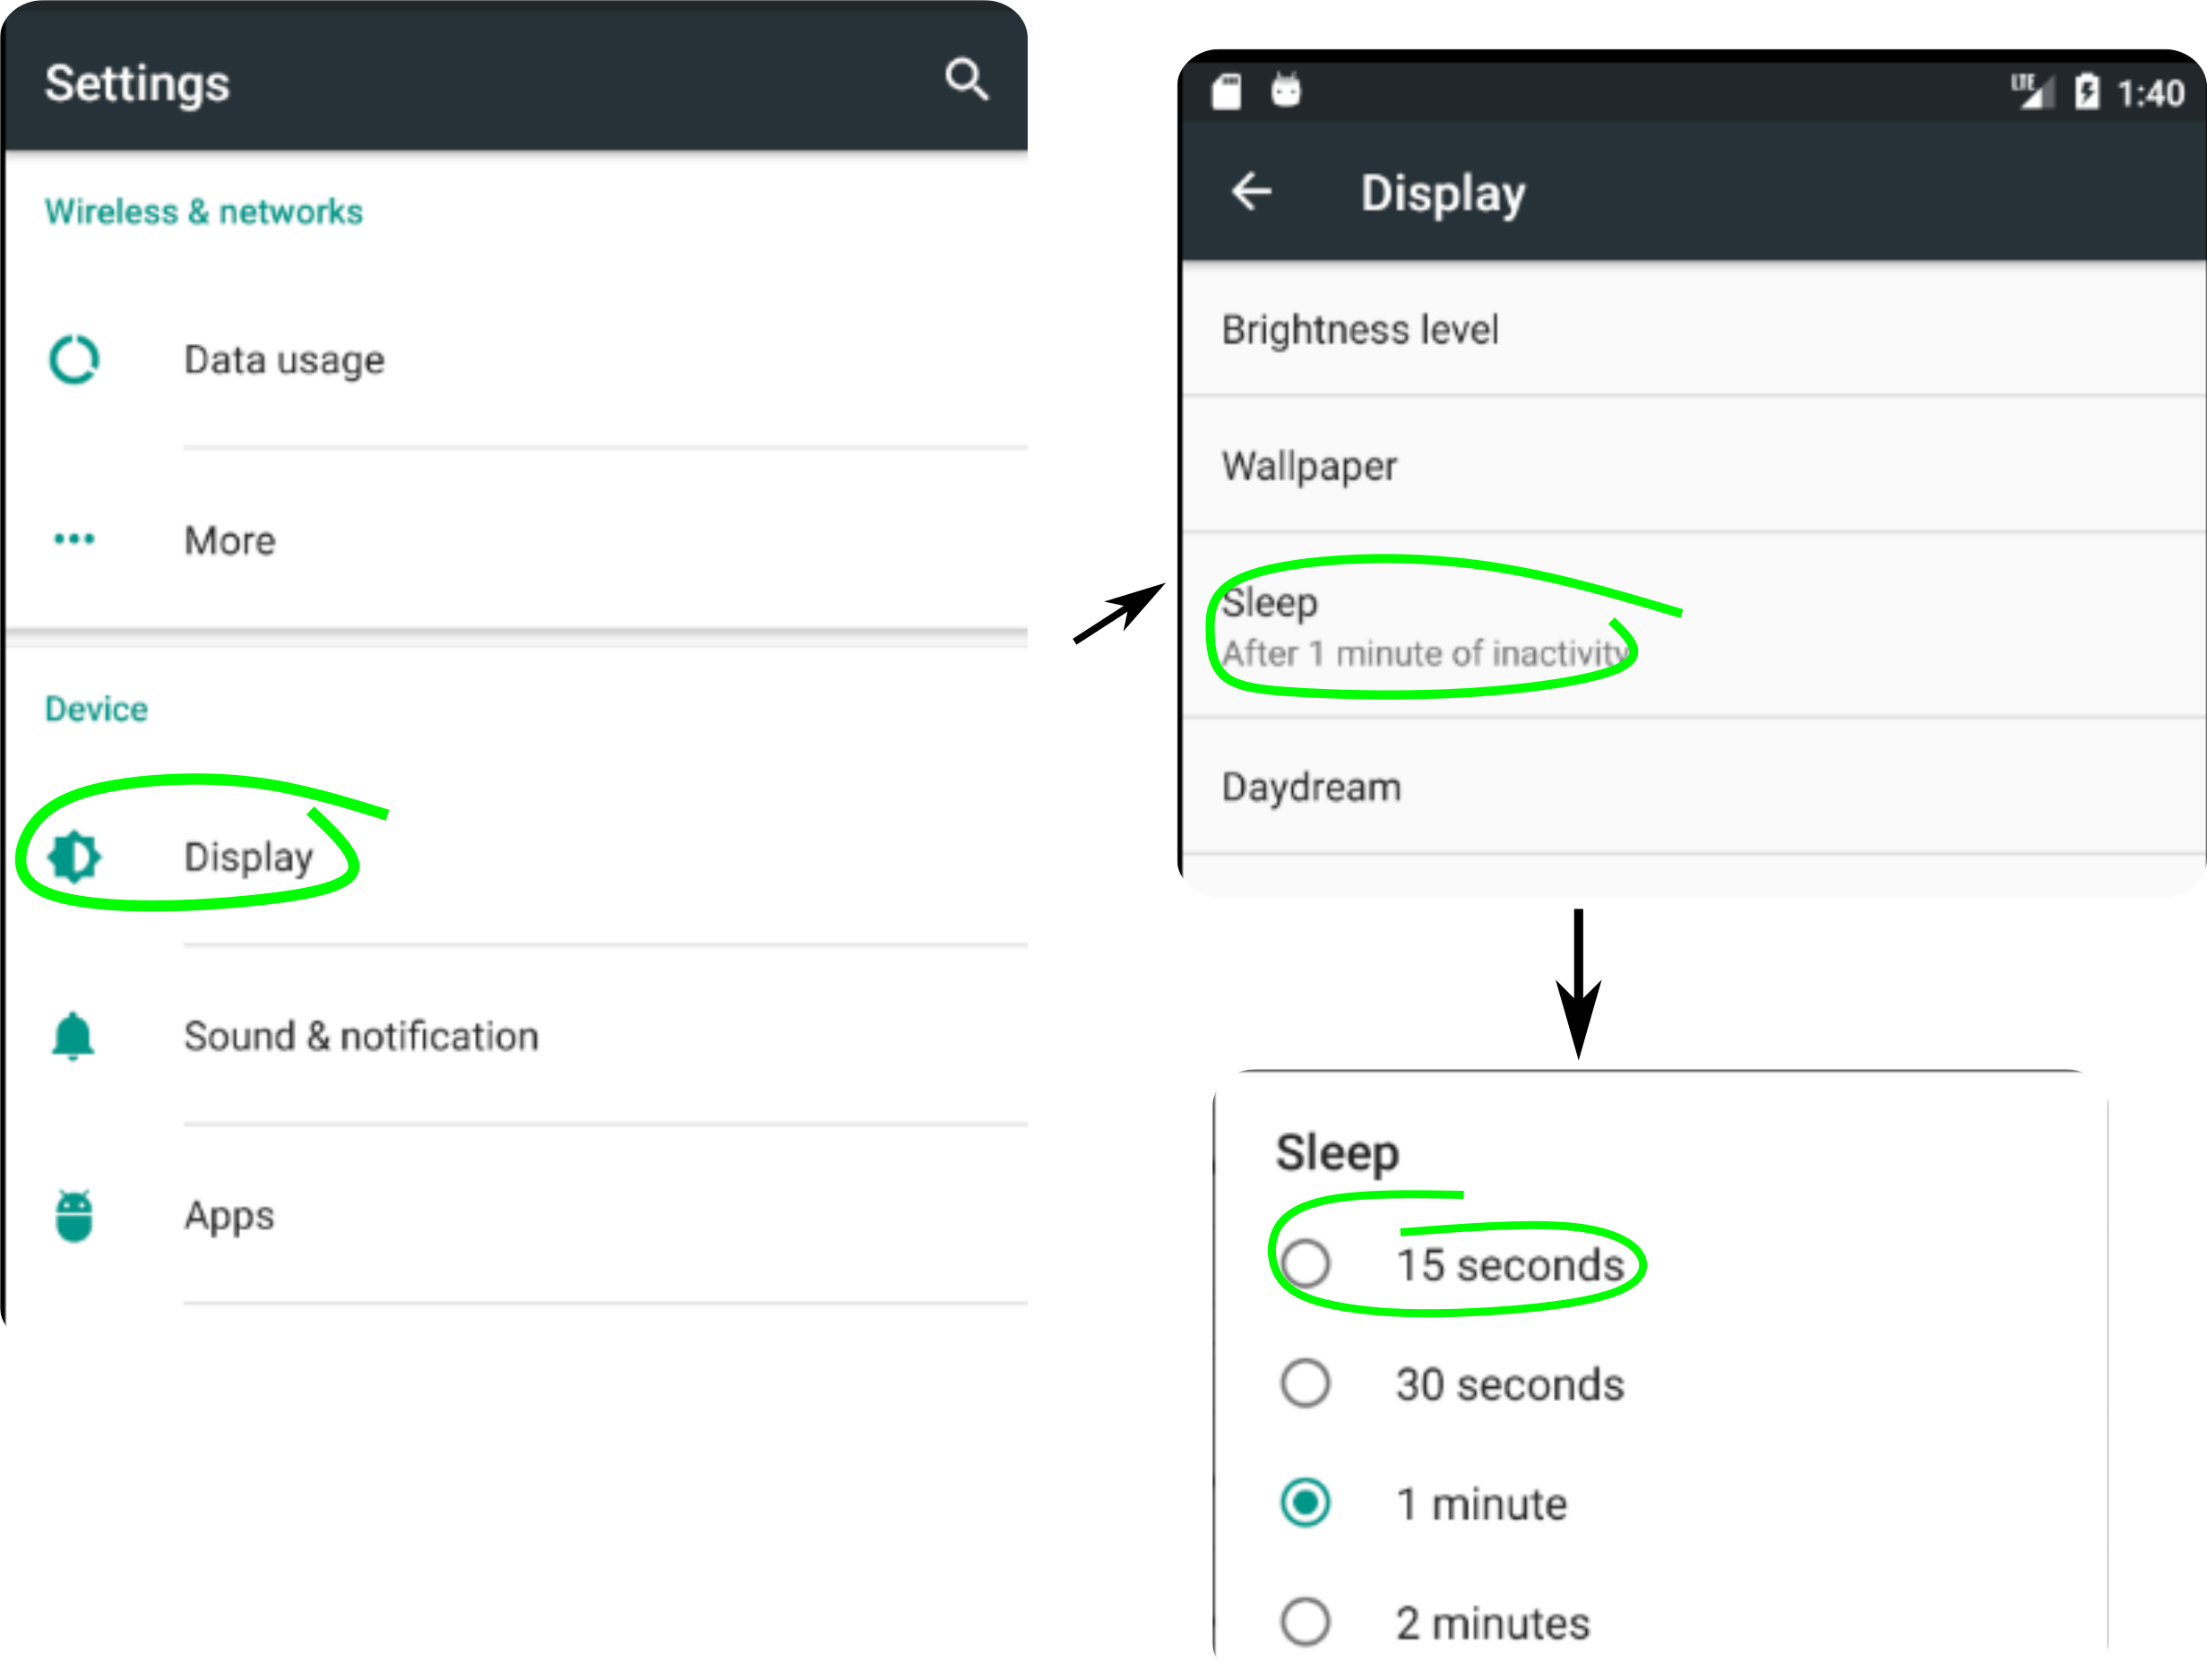 Settings
Wireless & networks
Data usage
More
Device
Display
Sound & notification
Apps
LTE
1:40
Display
Brightness level
Wallpaper
Sleep
After 1 minute of inactivity
Daydream
Sleep
15 seconds
30 seconds
1 minute
2 minutes